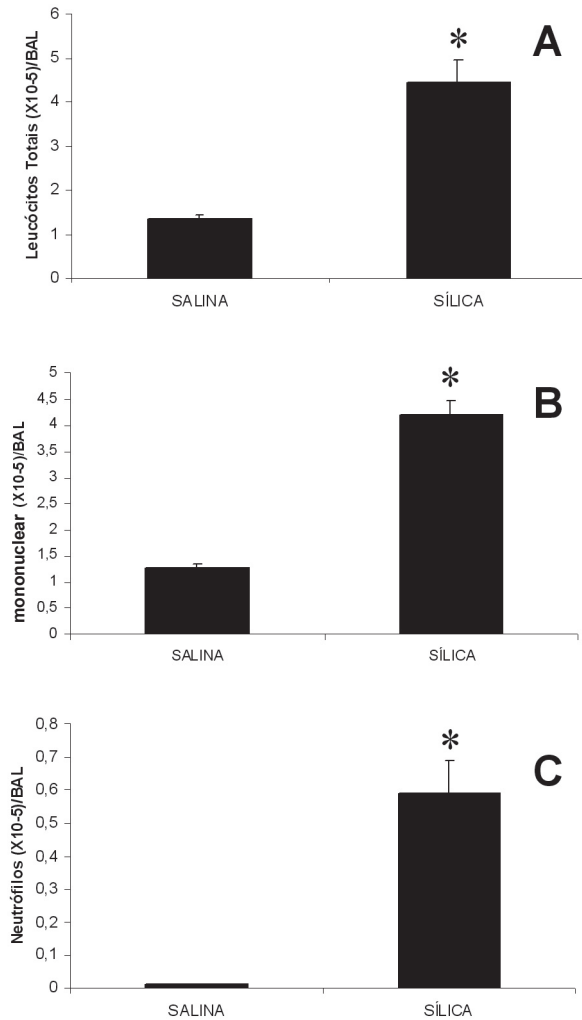 A
Leucócitos Totais (X10-5)/BAL
6
5
4
3
2
1
0
*
SALINA
SÍLICA
B
mononuclear (X10-5)/BAL
5
4,5
4
3,5
3
2,5
2
1,5
1
0,5
0
*
SALINA
SÍLICA
C
Neutrófilos (X10-5)/BAL
0,8
0,7
0,6
0,5
0,4
0,3
0,2
0,1
0
*
SALINA
SÍLICA